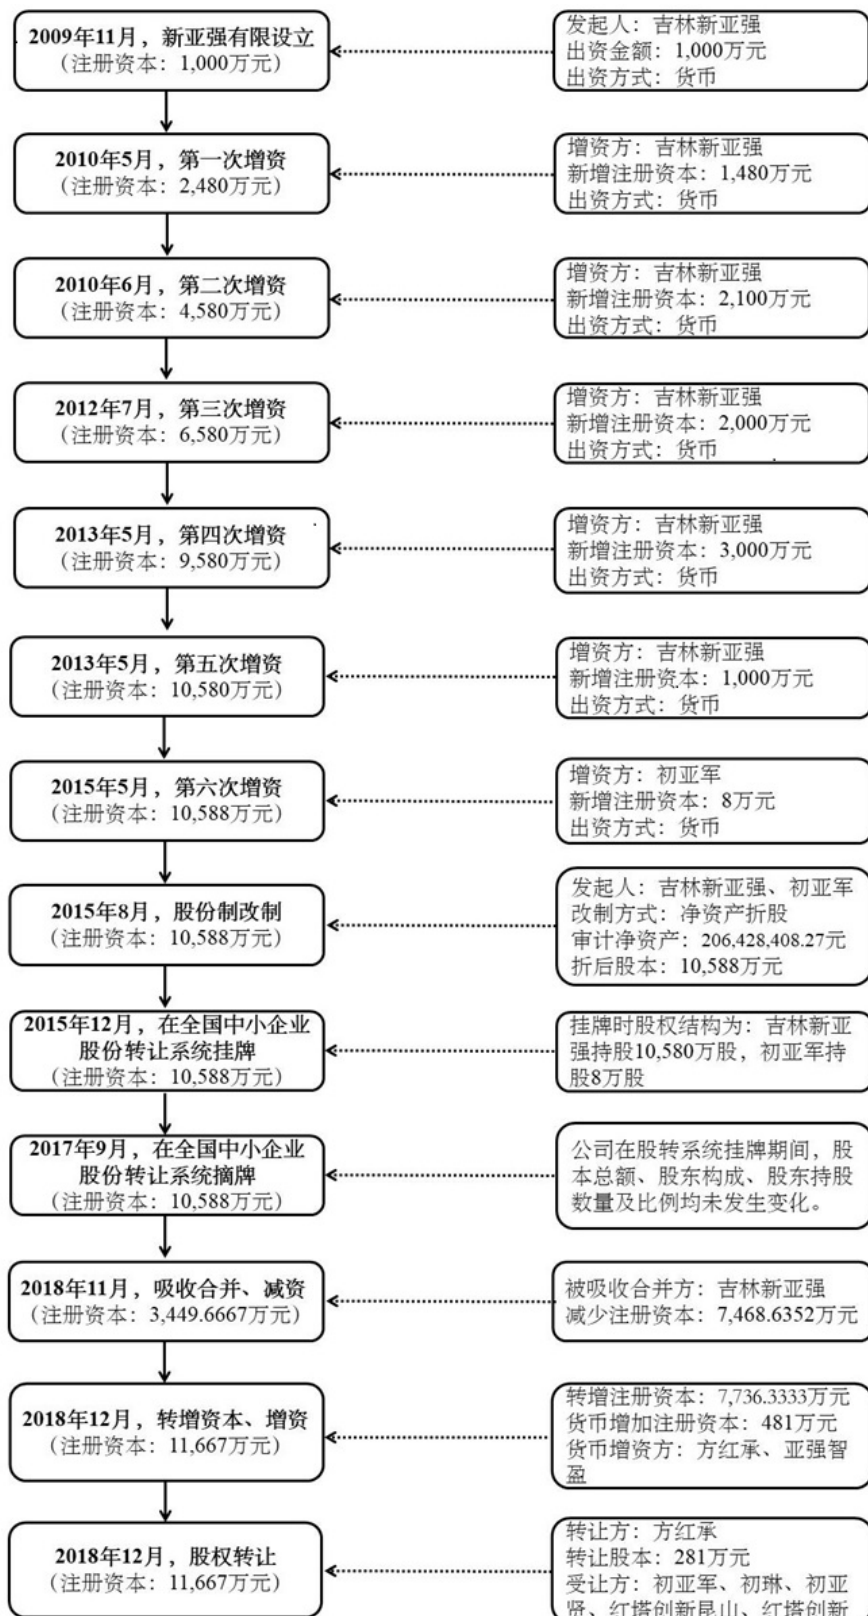 2009年11月，新亚强有限设立
（注册资本：1,000万元）
发起人：吉林新亚强
出资金额：1,000万元
出资方式：货币
2010年5月，第一次增资
（注册资本：2,480万元）
增资方：吉林新亚强
新增注册资本：1,480万元
出资方式：货币
2010年6月，第二次增资
（注册资本：4,580万元）
增资方：吉林新亚强
新增注册资本：2,100万元
出资方式：货币
2012年7月，第三次增资
（注册资本：6,580万元）
增资方：吉林新亚强
新增注册资本：2,000万元
出资方式：货币
2013年5月，第四次增资
（注册资本：9,580万元）
增资方：吉林新亚强
新增注册资本：3,000万元
出资方式：货币
2013年5月，第五次增资
（注册资本：10,580万元）
增资方：吉林新亚强
新增注册资本：1,000万元
出资方式：货币
2015年5月，第六次增资
（注册资本：10,588万元）
增资方：初亚军
新增注册资本：8万元
出资方式：货币
2015年8月，股份制改制
（注册资本：10,588万元）
发起人：吉林新亚强、初亚军
改制方式：净资产折股
审计净资产：206,428,408.27元
折后股本：10,588万元
2015年12月，在全国中小企业
股份转让系统挂牌
（注册资本：10,588万元）
挂牌时股权结构为：吉林新亚
强持股10,580万股，初亚军持
股8万股
2017年9月，在全国中小企业
股份转让系统摘牌
（注册资本：10,588万元）
公司在股转系统挂牌期间，股
本总额、股东构成、股东持股
数量及比例均未发生变化。
2018年11月，吸收合并、减资
（注册资本：3,449.6667万元）
被吸收合并方：吉林新亚强
减少注册资本：7,468.6352万元
2018年12月，转增资本、增资
（注册资本：11,667万元）
转增注册资本：7,736.3333万元
货币增加注册资本：481万元
货币增资方：方红承、亚强智
盈
2018年12月，股权转让
（注册资本：11,667万元）
转让方：方红承
转让股本：281万元
受让方：初亚军、初琳、初亚
贤、红塔创新昆山、红塔创新